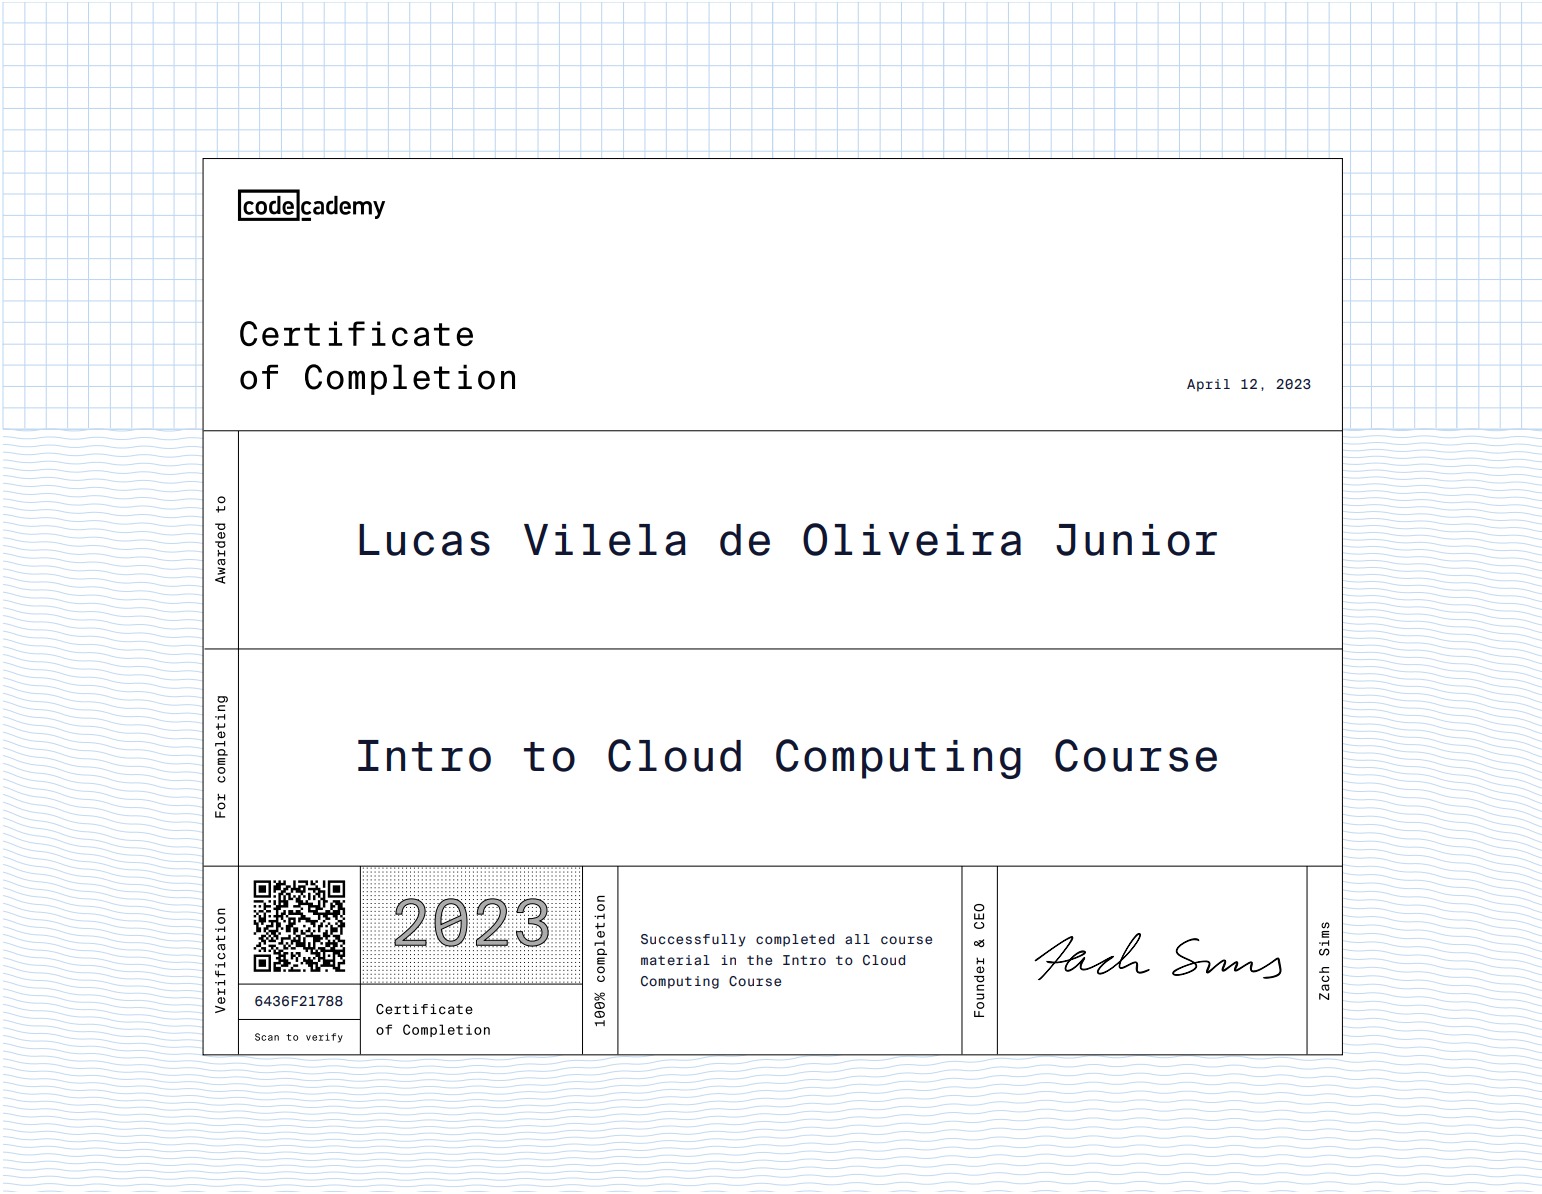 codecademy
Certificate
of Completion
April 12, 2023
Awarded to
Lucas Vilela de Oliveira Junior
For completing
Intro to Cloud Computing Course
Verification
6436F21788
Scan to verify
2023
Certificate
of Completion
100% completion
Successfully completed all course
material in the Intro to Cloud
Computing Course
Founder & CEO
Zach Sims
Zach Sims